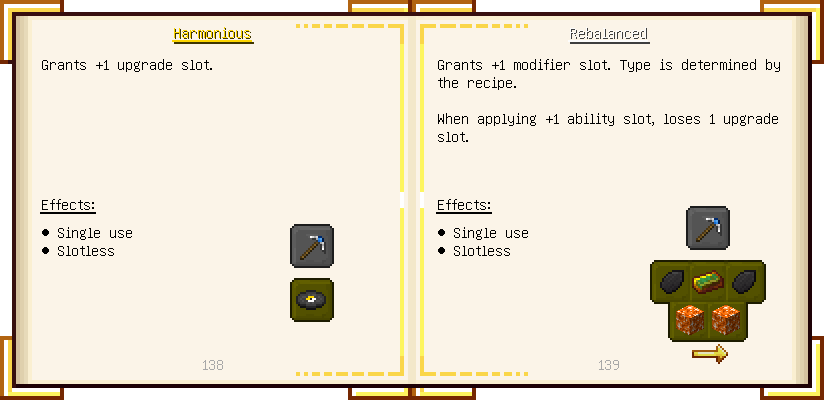 Harmonious
Grants +1 upgrade slot.
Effects:
● Single use
● Slotless
138
Rebalanced
Grants +1 modifier slot. Type is determined by
the recipe.
When applying +1 ability slot, loses 1 upgrade
slot.
Effects:
● Single use
● Slotless
139